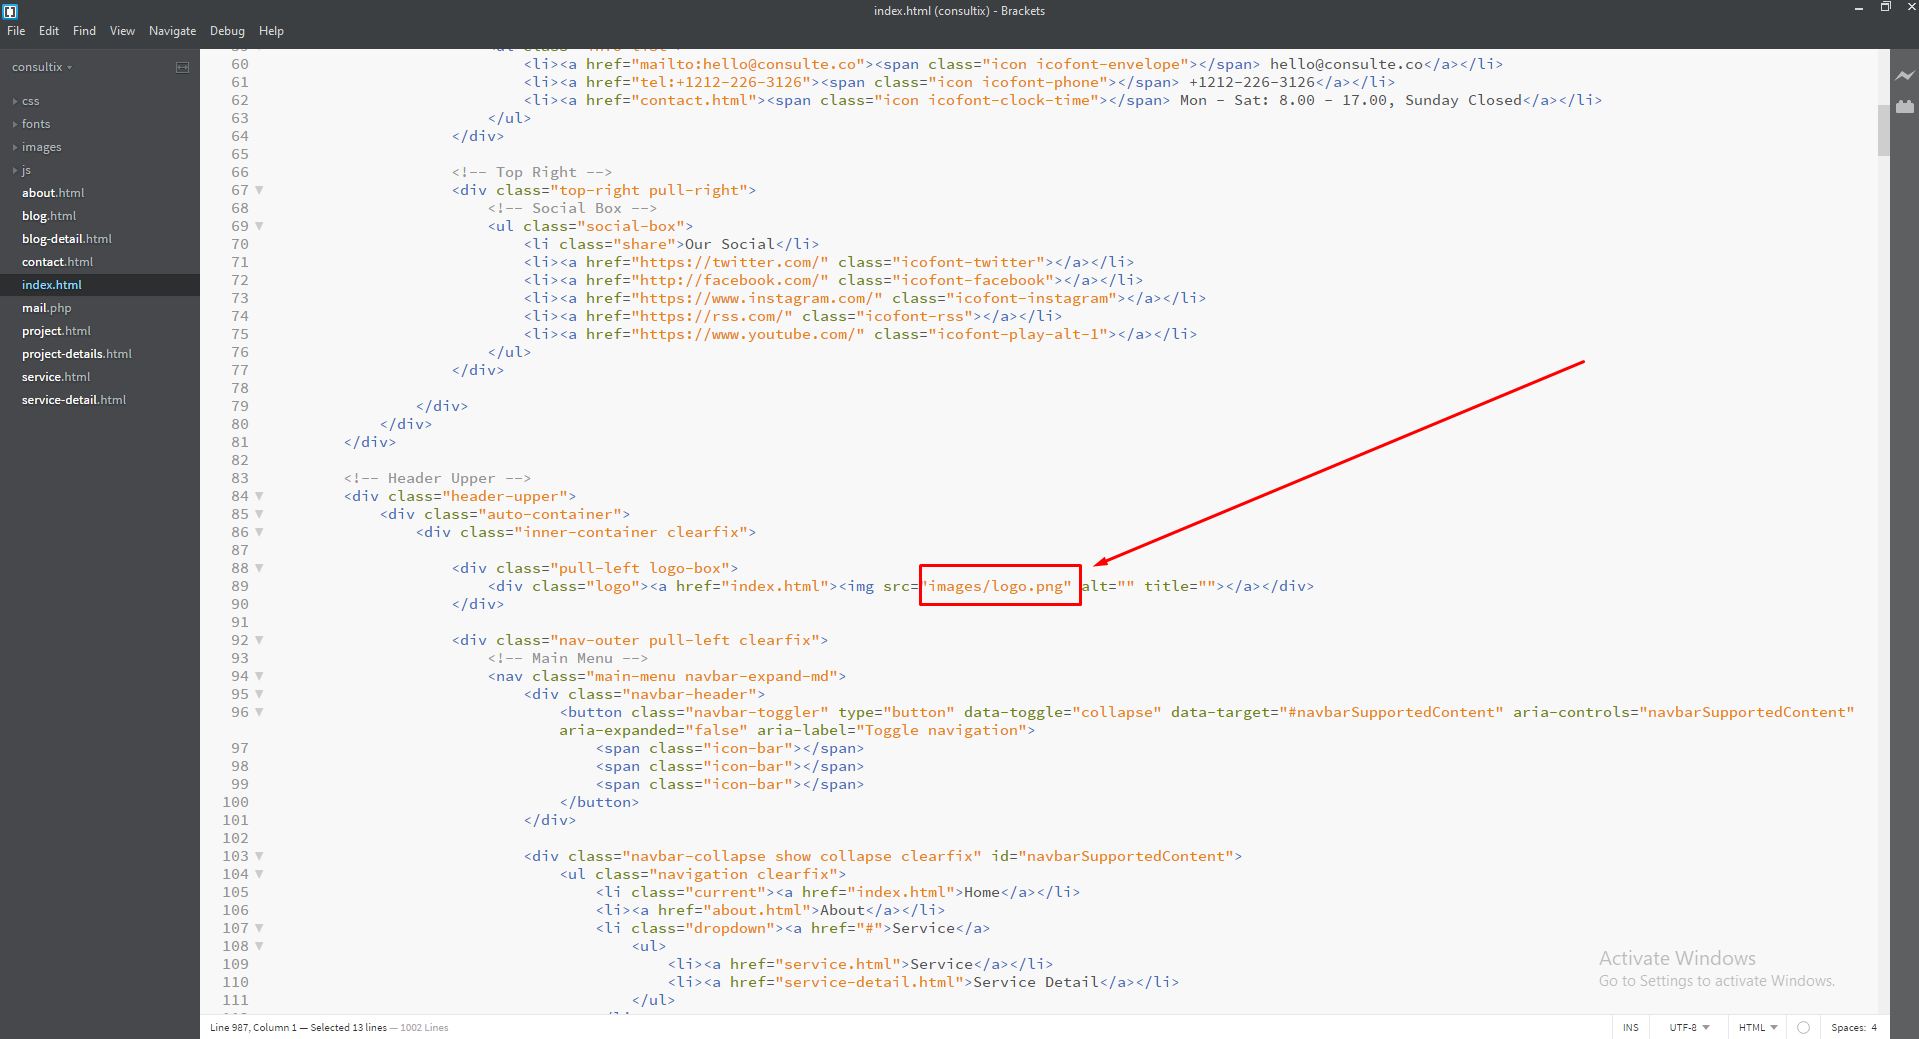 index.html (consultix) - Brackets
File Edit Find View Navigate Debug Help
consultix
css
fonts
images
js
about.html
blog.html
blog-detail.html
contact.html
index.html
mail.php
project.html
project-details.html
service.html
service-detail.html
60 <li><a href="mailto:hello@consulte.co"><span class="icon icofont-envelope"></span> hello@consulte.co</a></li>
61 <li><a href="tel:+1212-226-3126"><span class="icon icofont-phone"></span> +1212-226-3126</a></li>
62 <li><a href="contact.html"><span class="icon icofont-clock-time"></span> Mon - Sat: 8.00 - 17.00, Sunday Closed</a></li>
63 </ul>
64 </div>
65
66 <!-- Top Right -->
67 <div class="top-right pull-right">
68 <!-- Social Box -->
69 <ul class="social-box">
70 <li class="share">Our Social</li>
71 <li><a href="https://twitter.com/" class="icofont-twitter"></a></li>
72 <li><a href="http://facebook.com/" class="icofont-facebook"></a></li>
73 <li><a href="https://www.instagram.com/" class="icofont-instagram"></a></li>
74 <li><a href="https://rss.com/" class="icofont-rss"></a></li>
75 <li><a href="https://www.youtube.com/" class="icofont-play-alt-1"></a></li>
76 </ul>
77 </div>
78
79 </div>
80 </div>
81 </div>
82
83 <!-- Header Upper -->
84 <div class="header-upper">
85 <div class="auto-container">
86 <div class="inner-container clearfix">
87
88 <div class="pull-left logo-box">
89 <div class="logo"><a href="index.html"><img src="images/logo.png" alt="" title=""></a></div>
90 </div>
91
92 <div class="nav-outer pull-left clearfix">
93 <!-- Main Menu -->
94 <nav class="main-menu navbar-expand-md">
95 <div class="navbar-header">
96 <button class="navbar-toggler" type="button" data-toggle="collapse" data-target="#navbarSupportedContent" aria-controls="navbarSupportedContent"
aria-expanded="false" aria-label="Toggle navigation">
97 <span class="icon-bar"></span>
98 <span class="icon-bar"></span>
99 <span class="icon-bar"></span>
100 </button>
101 </div>
102
103 <div class="navbar-collapse show collapse clearfix" id="navbarSupportedContent">
104 <ul class="navigation clearfix">
105 <li class="current"><a href="index.html">Home</a></li>
106 <li><a href="about.html">About</a></li>
107 <li class="dropdown"><a href="#">Service</a>
108 <ul>
109 <li><a href="service.html">Service</a></li>
110 <li><a href="service-detail.html">Service Detail</a></li>
111 </ul>
Activate Windows
Go to Settings to activate Windows.
Line 987, Column 1 — Selected 13 lines — 1002 Lines
INS UTF-8 HTML Spaces: 4